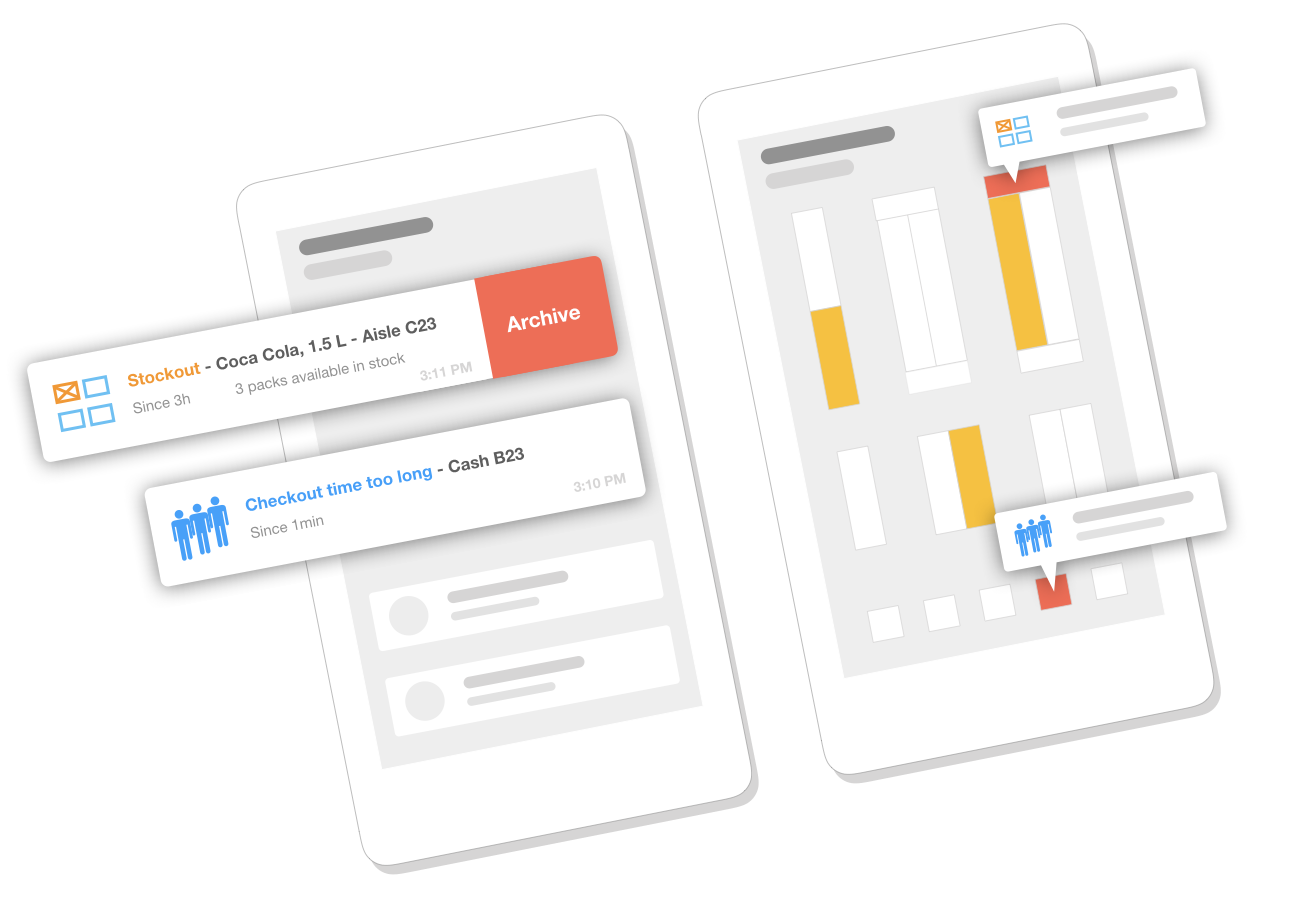 Stockout - Coca Cola, 1.5 L - Aisle C23
Since 3h 3 packs available in stock
3:11 PM
Archive
Checkout time too long - Cash B23
Since 1min
3:10 PM